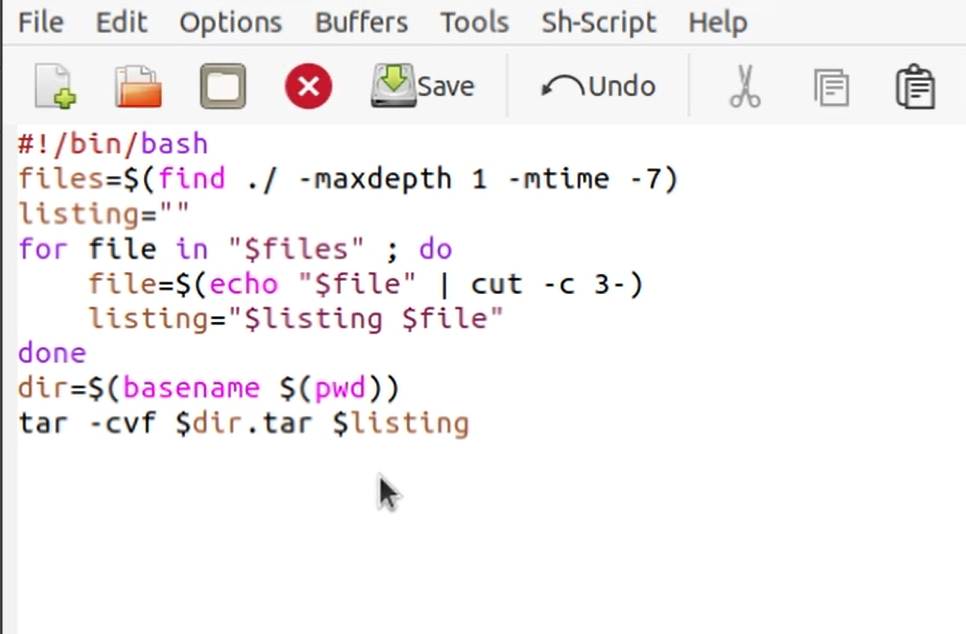 File Edit Options Buffers Tools Sh-Script Help
Save Undo
#!/bin/bash
files=$(find ./ -maxdepth 1 -mtime -7)
listing=""
for file in "$files" ; do
    file=$(echo "$file" | cut -c 3-)
    listing="$listing $file"
done
dir=$(basename $(pwd))
tar -cvf $dir.tar $listing